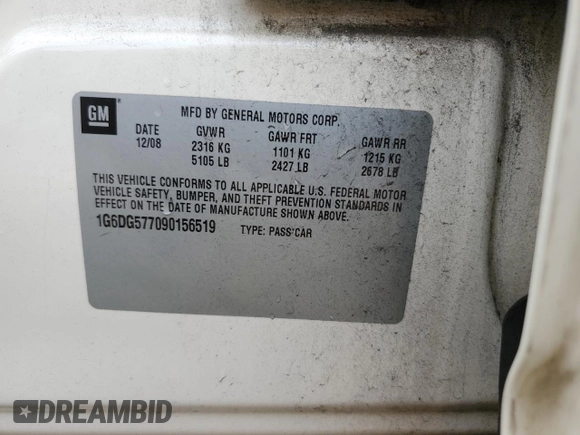 GM
MFD BY GENERAL MOTORS CORP
DATE GVWR GAWR FRT GAWR RR
12/08 2316 KG 1101 KG 1215 KG
5105 LB 2427 LB 2678 LB
THIS VEHICLE CONFORMS TO ALL APPLICABLE U.S. FEDERAL MOTOR
VEHICLE SAFETY, BUMPER, AND THEFT PREVENTION STANDARDS IN
EFFECT ON THE DATE OF MANUFACTURE SHOWN ABOVE.
1G6DG577090156519 TYPE: PASS'CAR
DREAMBID